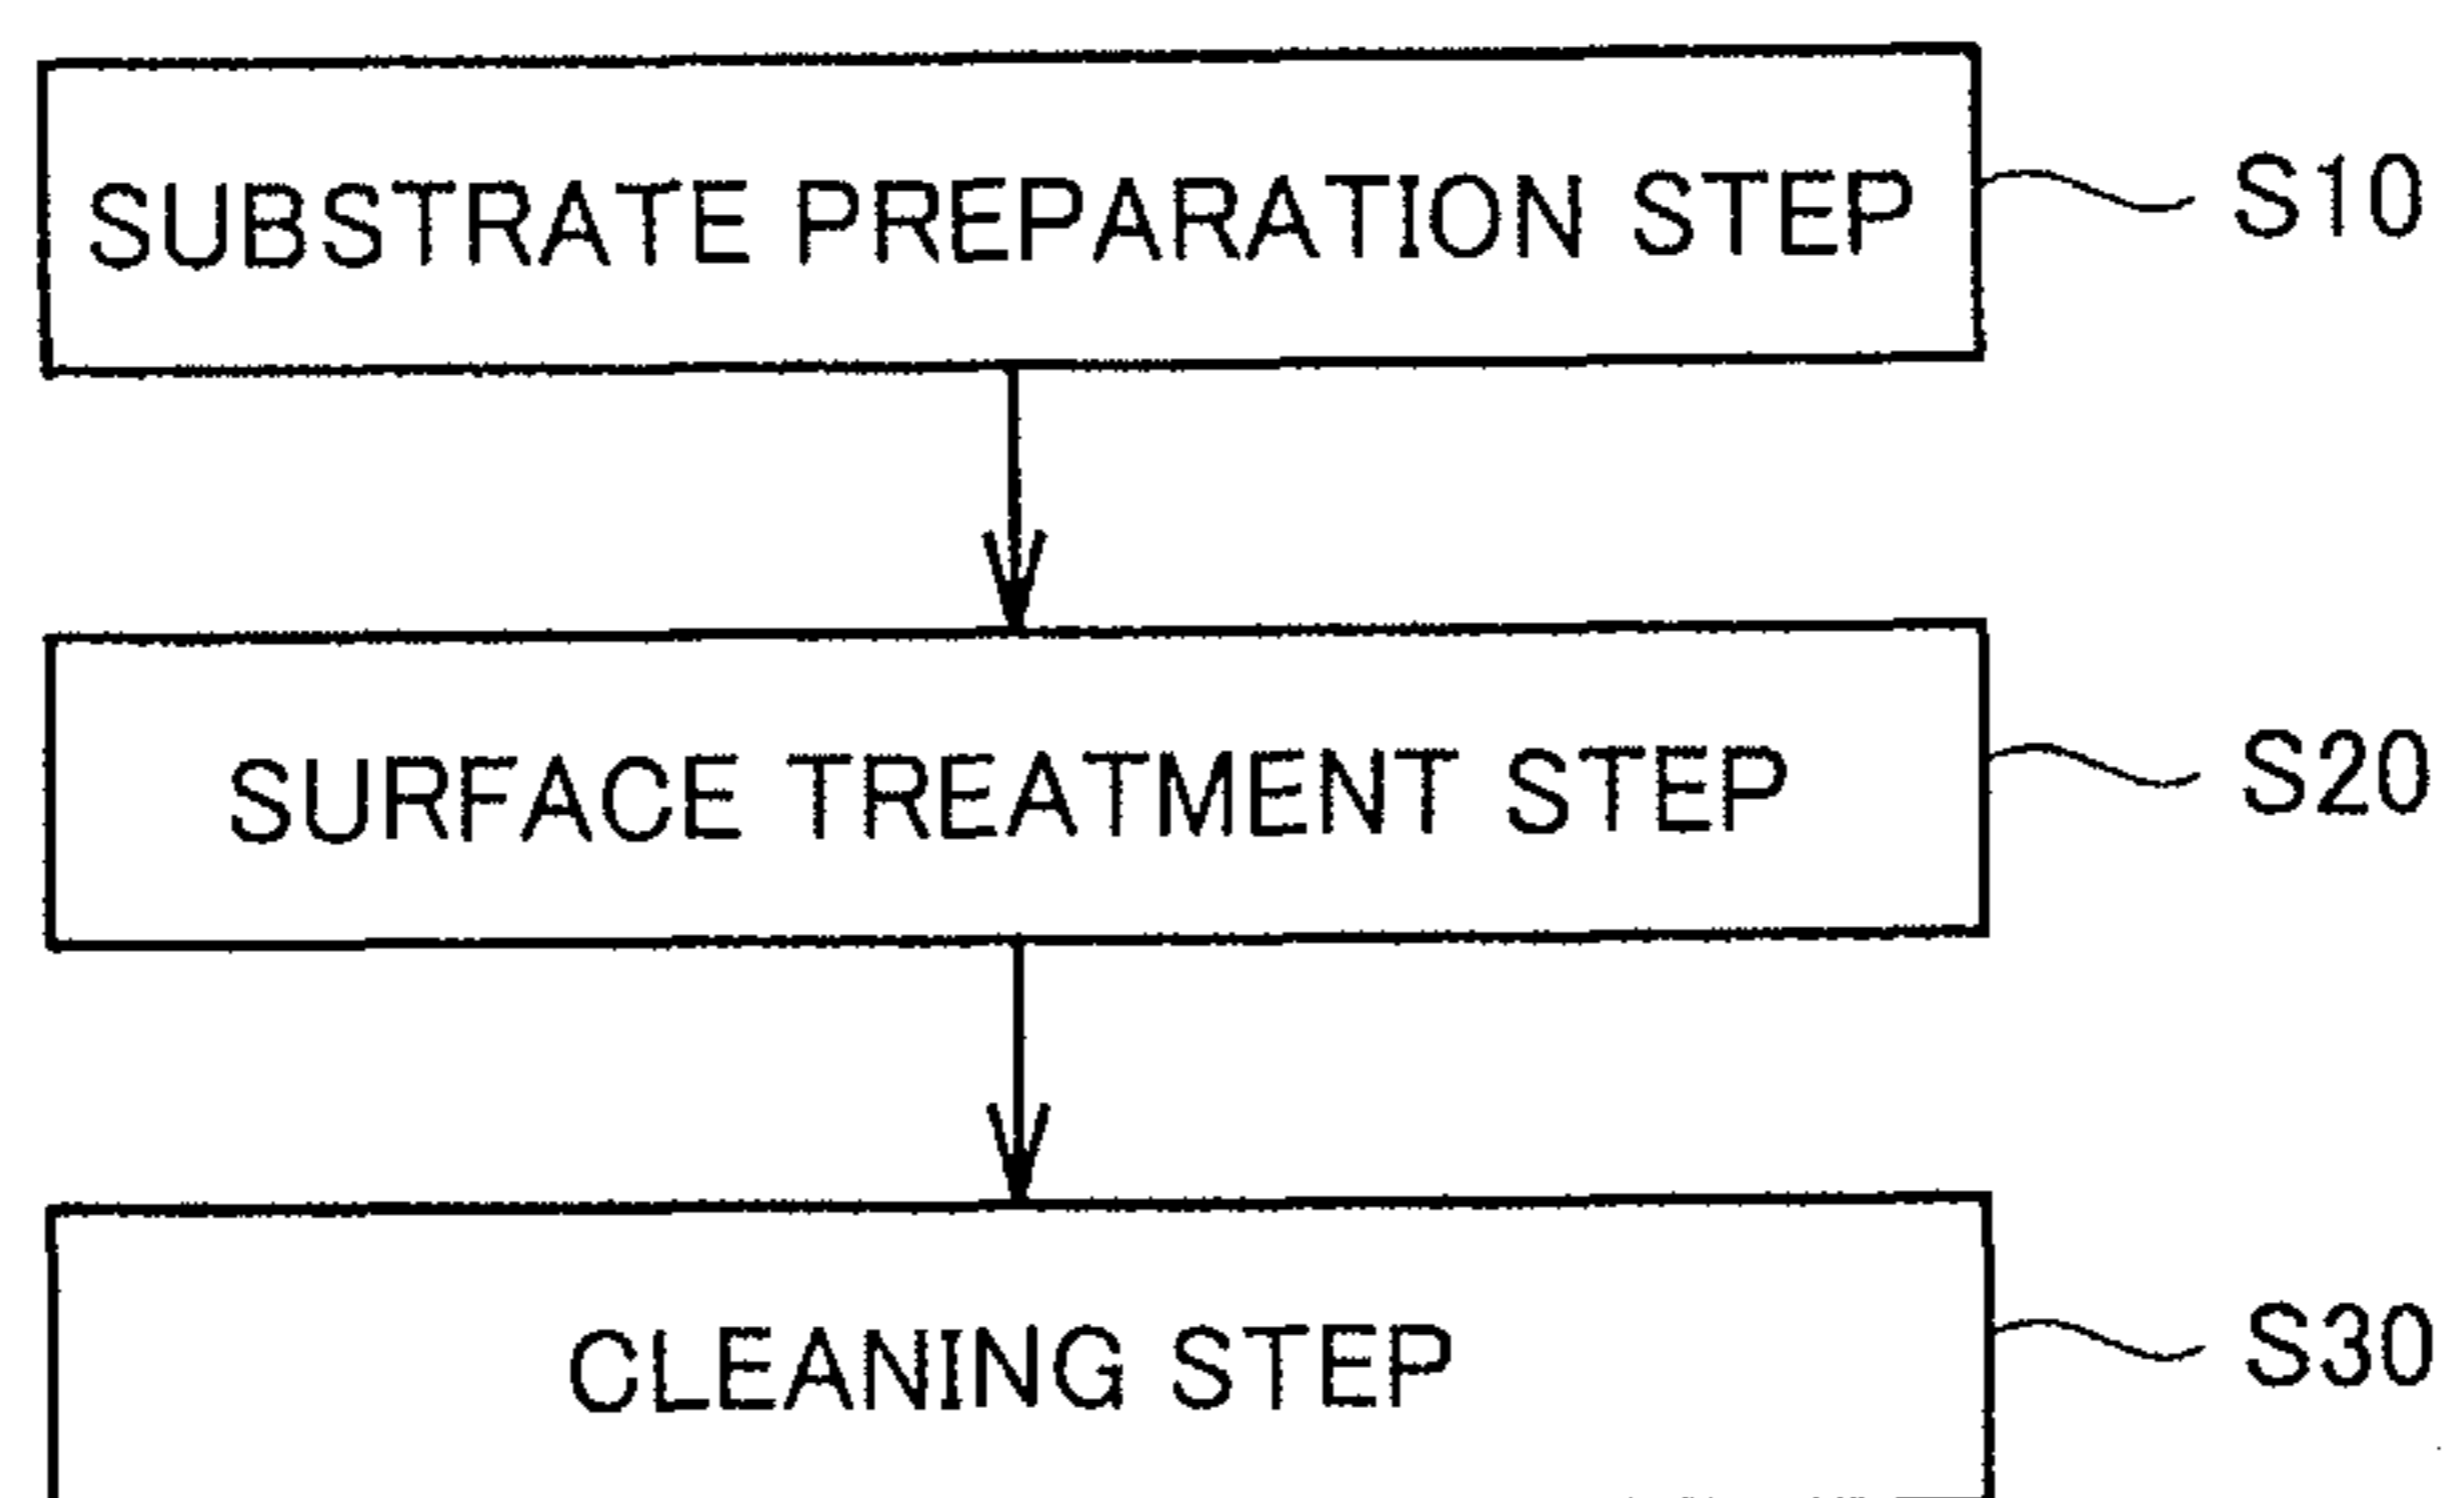 SUBSTRATE PREPARATION STEP S10
SURFACE TREATMENT STEP S20
CLEANING STEP S30